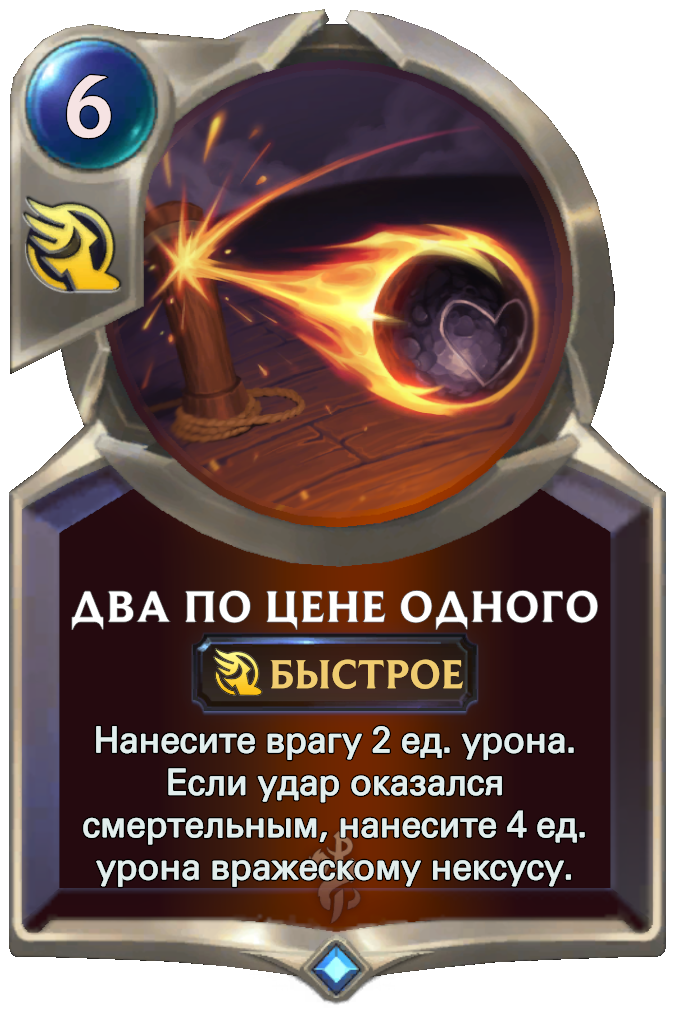 6
ДВА ПО ЦЕНЕ ОДНОГО
БЫСТРОЕ
Нанесите врагу 2 ед. урона.
Если удар оказался
смертельным, нанесите 4 ед.
урона вражескому нексусу.